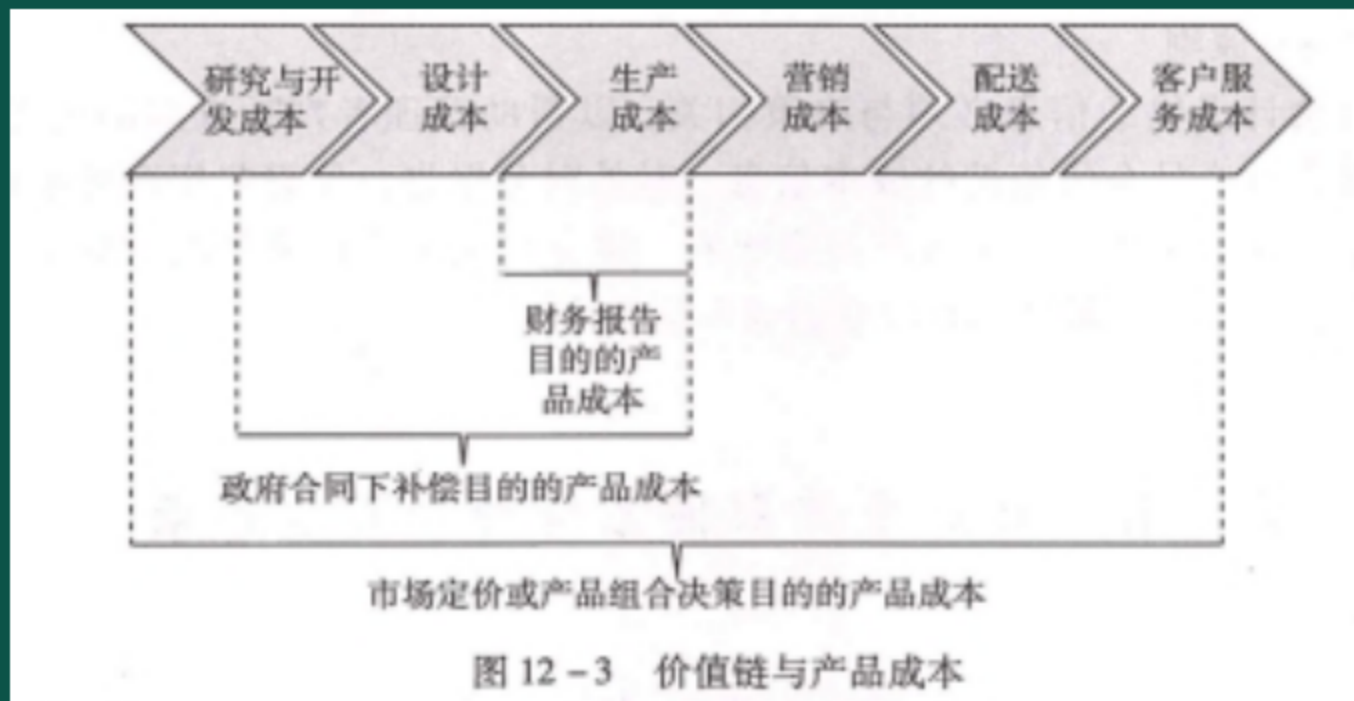 研究与开
发成本
设计
成本
生产
成本
营销
成本
配送
成本
客户服
务成本
财务报告
目的的产
品成本
政府合同下补偿目的的产品成本
市场定价或产品组合决策目的的产品成本
图 12-3 价值链与产品成本